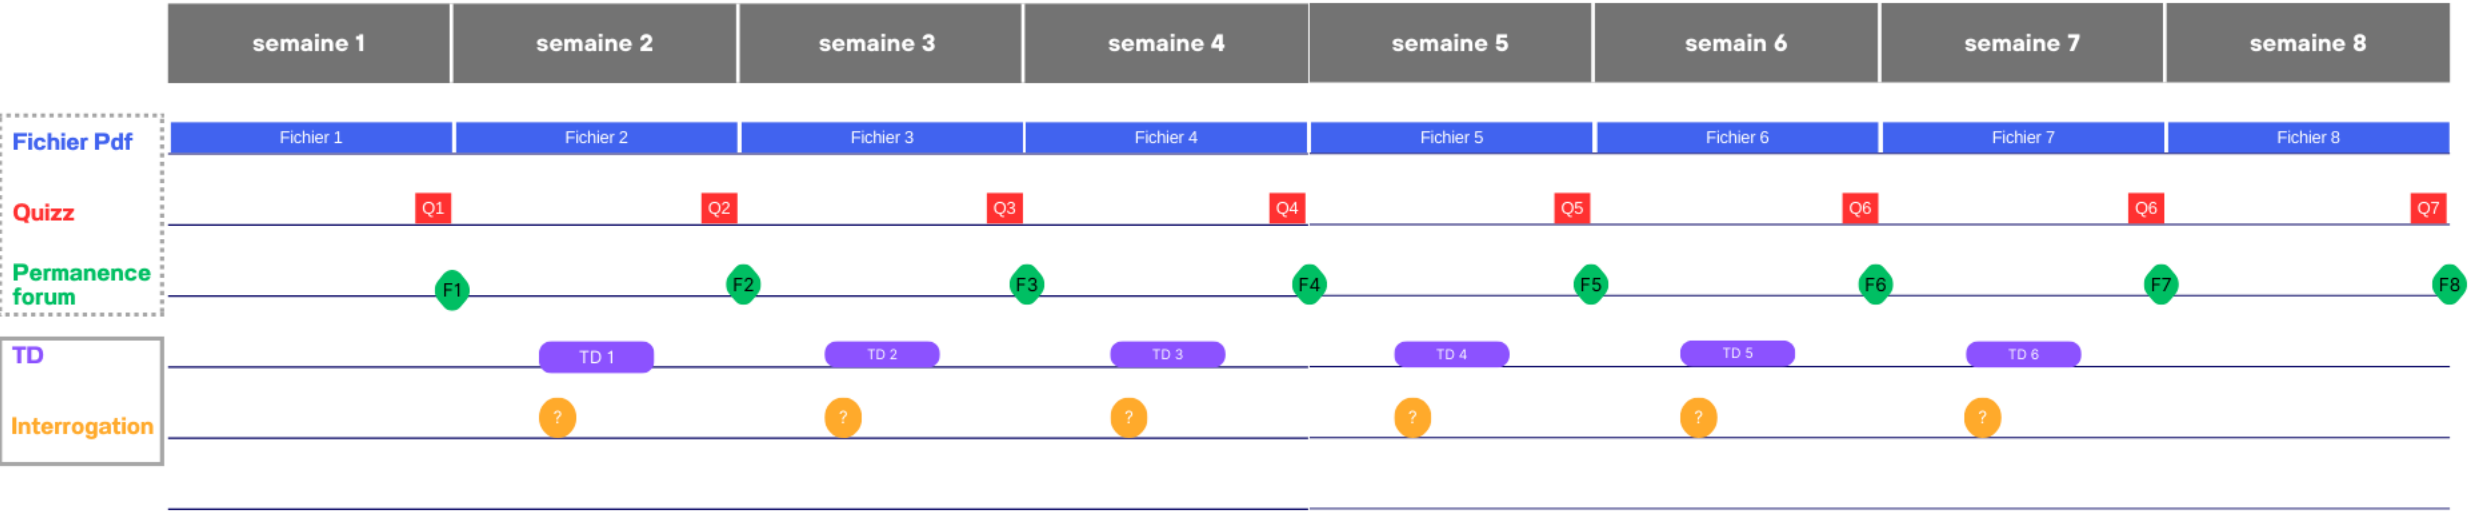 semaine 1 semaine 2 semaine 3 semaine 4 semaine 5 semain 6 semaine 7 semaine 8
Fichier Pdf Fichier 1 Fichier 2 Fichier 3 Fichier 4 Fichier 5 Fichier 6 Fichier 7 Fichier 8
Quizz Q1 Q2 Q3 Q4 Q5 Q6 Q6 Q7
Permanence
forum F1 F2 F3 F4 F5 F6 F7 F8
TD TD 1 TD 2 TD 3 TD 4 TD 5 TD 6
Interrogation ? ? ? ? ? ?